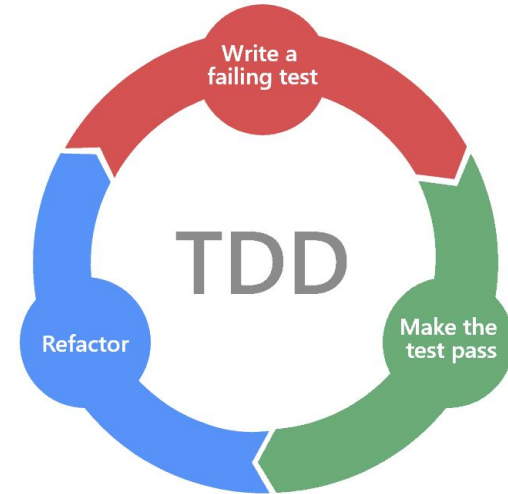 Write a
failing test
TDD
Refactor
Make the
test pass